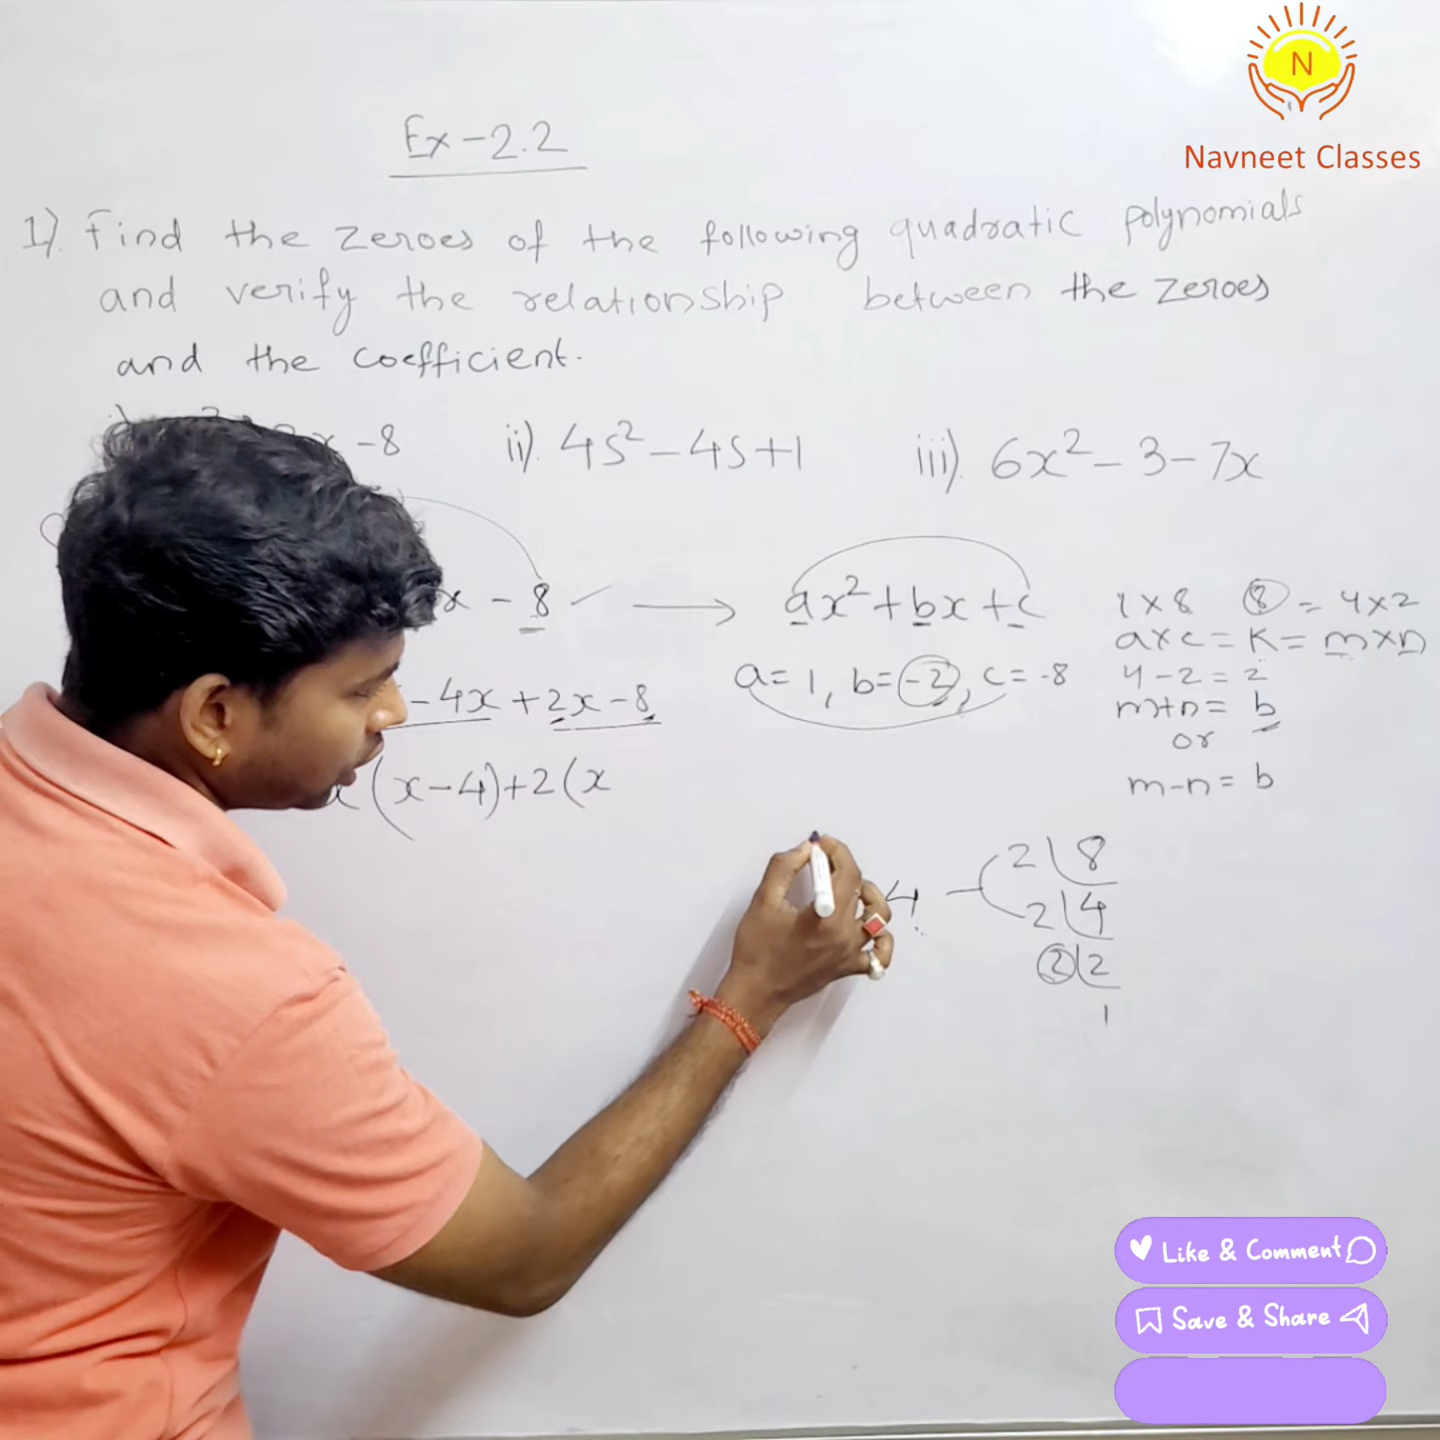 N
Navneet Classes
Ex-2.2
1). Find the zeroes of the following quadratic polynomials
and verify the relationship between the zeroes
and the coefficient.
-8 ii). 4s² - 4s + 1 iii). 6x² - 3 - 7x
x - 8 → ax² + bx + c
a = 1, b = -2, c = -8
- 4x + 2x - 8
x(x-4)+2(x
1 x 8 8 = 4 x 2
a x c = K = m x n
4 - 2 = 2
m + n = b
or
m - n = b
4
2 8
2 4
2 2
1
Like & Comment
Save & Share